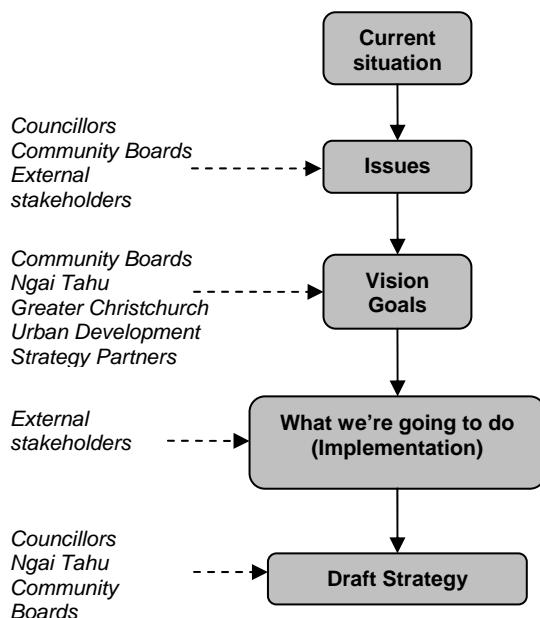 Current
situation
Councillors
Community Boards
External
stakeholders
Issues
Community Boards
Ngai Tahu
Greater Christchurch
Urban Development
Strategy Partners
Vision
Goals
External
stakeholders
What we’re going to do
(Implementation)
Councillors
Ngai Tahu
Community
Boards
Draft Strategy